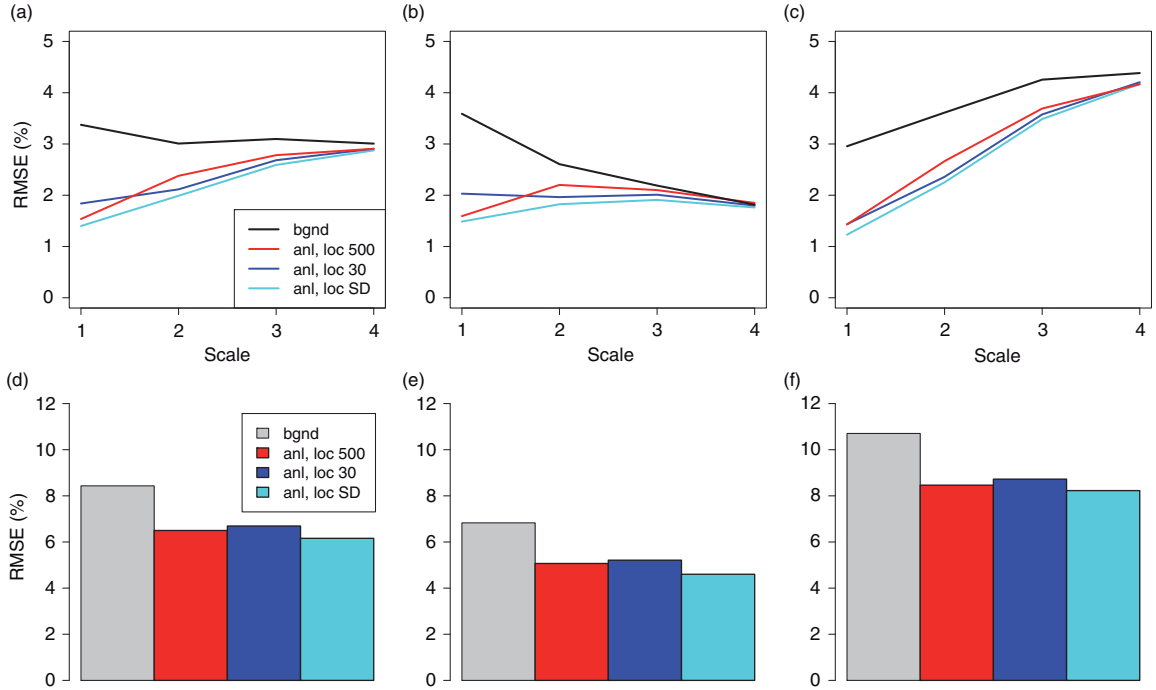 (a)
(b)
(c)
5
4
3
2
1
0
RMSE (%)
bgnd
anl, loc 500
anl, loc 30
anl, loc SD
1 2 3 4
Scale
5
4
3
2
1
0
1 2 3 4
Scale
5
4
3
2
1
0
1 2 3 4
Scale
(d)
(e)
(f)
12
10
8
6
4
2
0
RMSE (%)
bgnd
anl, loc 500
anl, loc 30
anl, loc SD
12
10
8
6
4
2
0
12
10
8
6
4
2
0